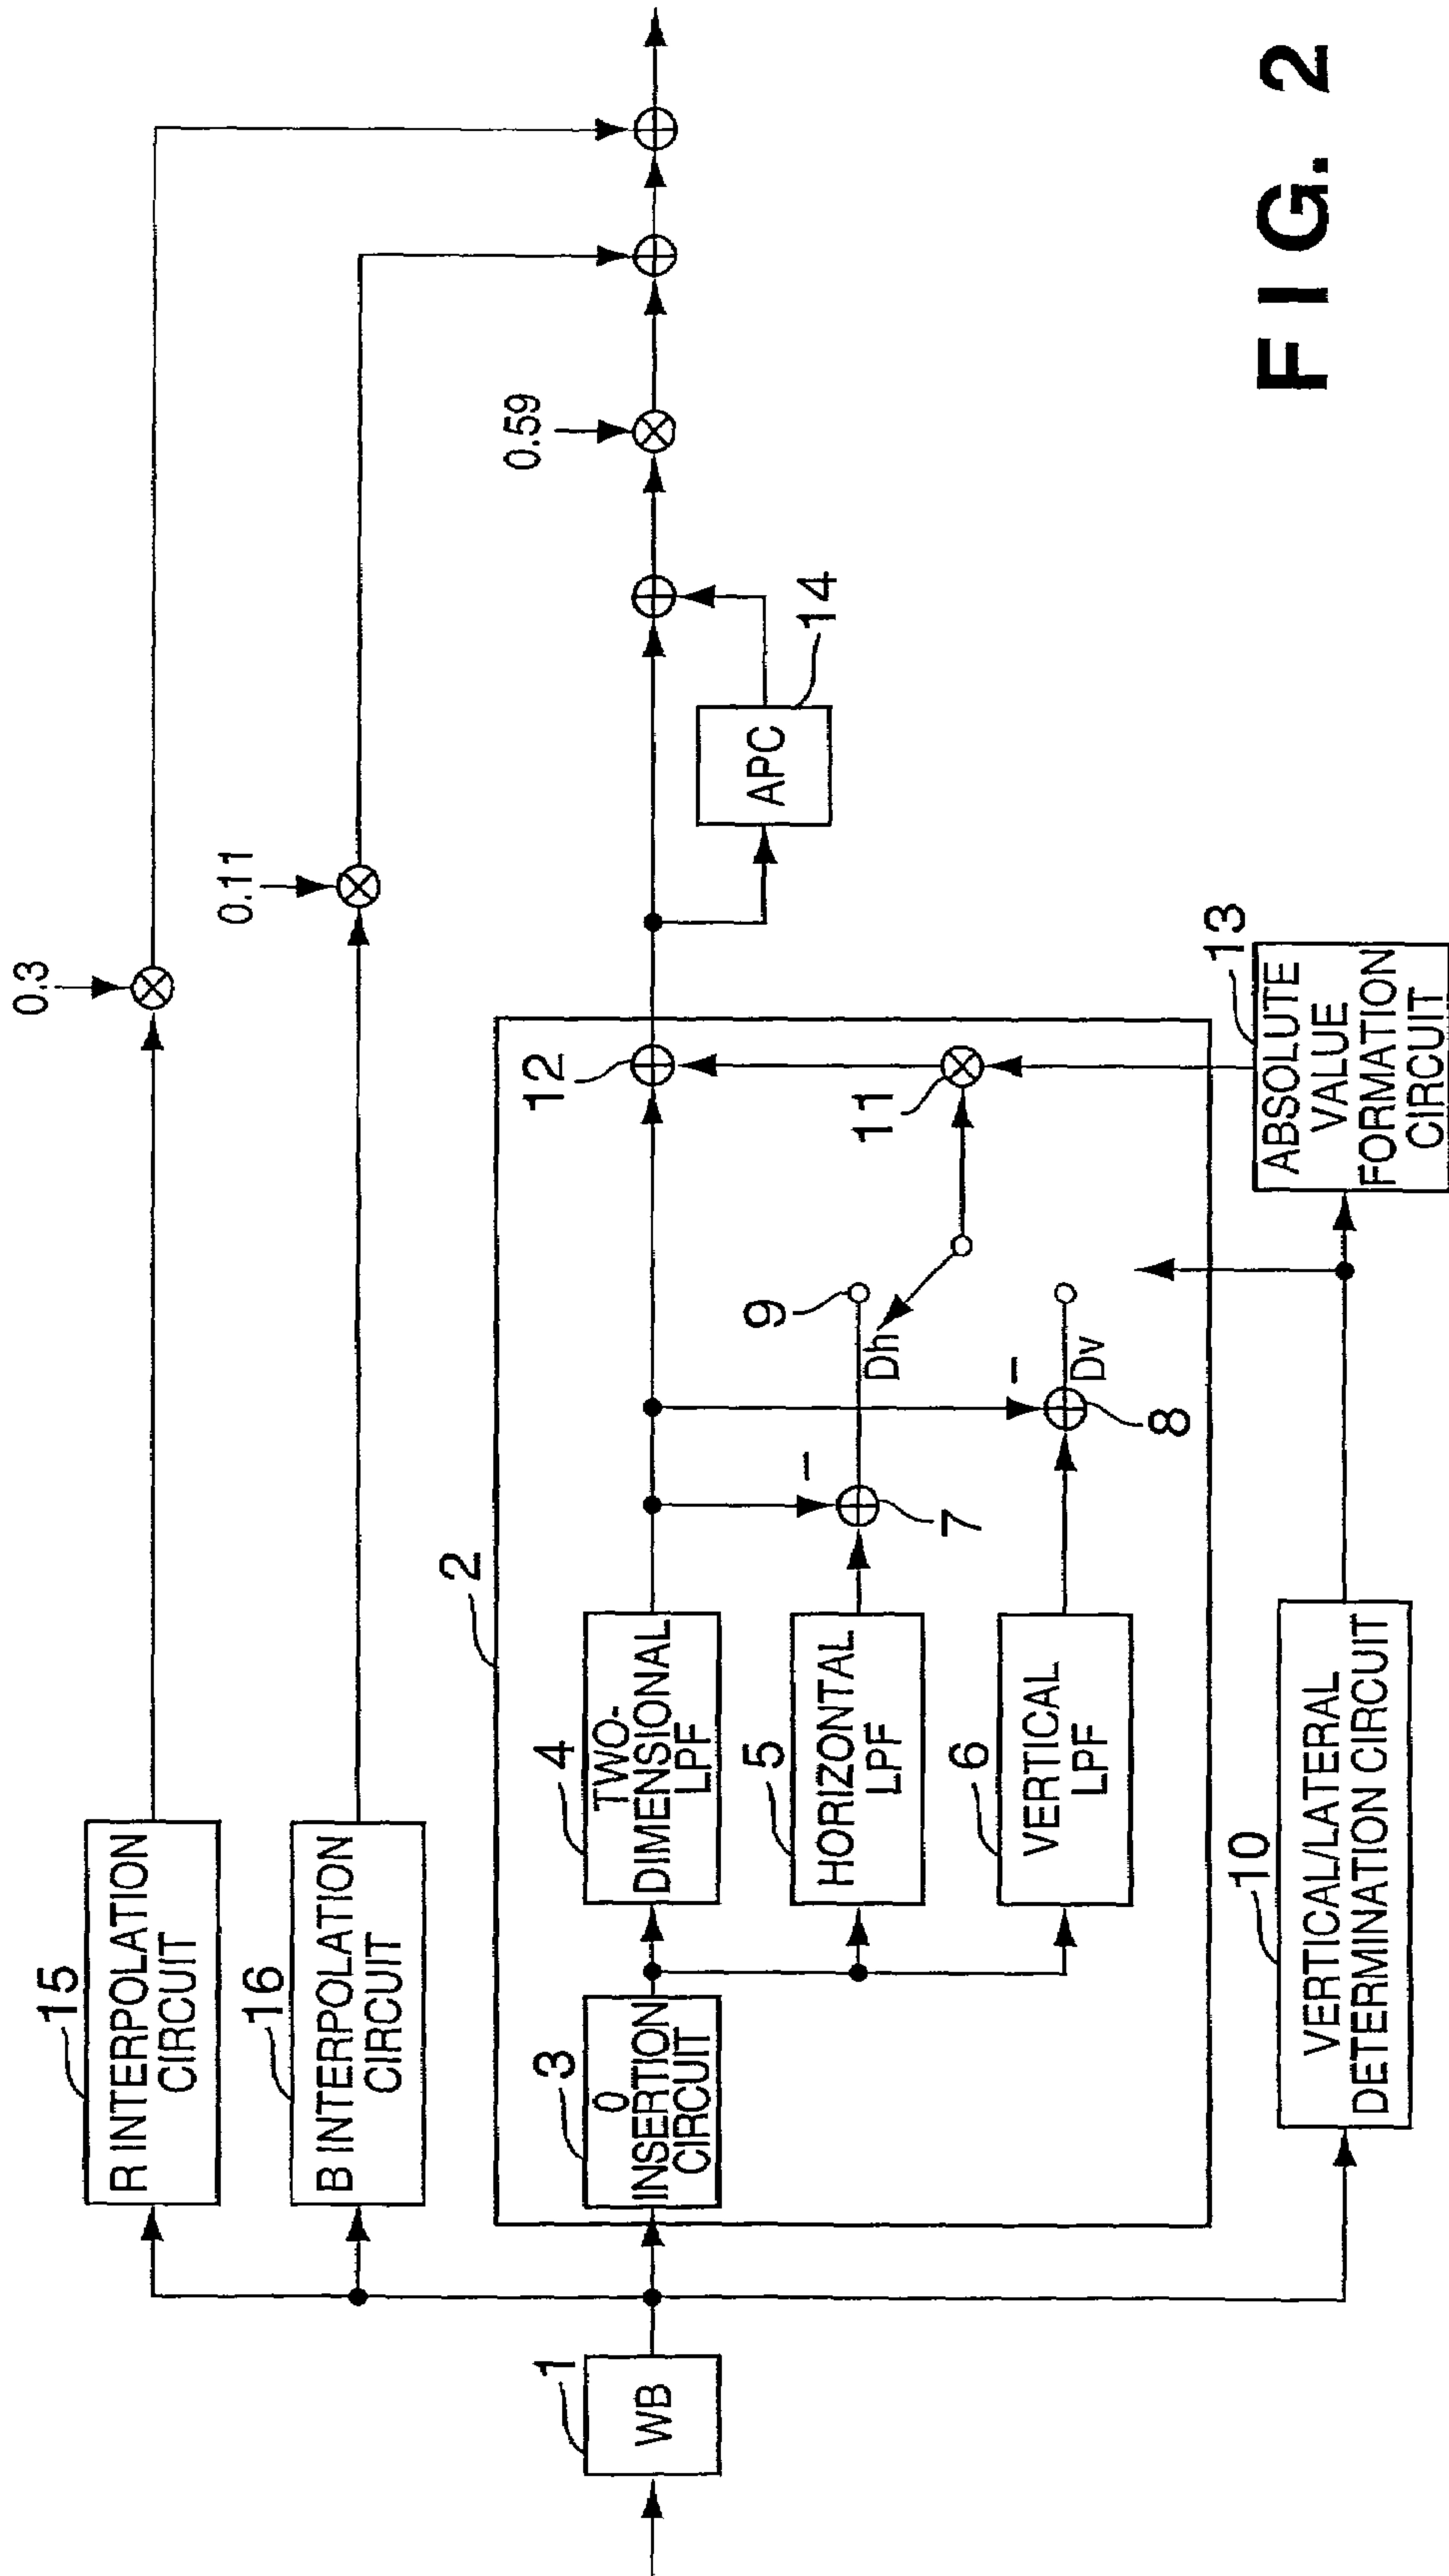 15
R INTERPOLATION
CIRCUIT
0.3
16
B INTERPOLATION
CIRCUIT
0.11
1
WB
2
3
0
INSERTION
CIRCUIT
4
TWO-
DIMENSIONAL
LPF
12
0.59
5
HORIZONTAL
LPF
−
7
9
Dh
11
APC
14
6
VERTICAL
LPF
−
8
Dv
10
VERTICAL/LATERAL
DETERMINATION CIRCUIT
13
ABSOLUTE
VALUE
FORMATION
CIRCUIT
FIG. 2